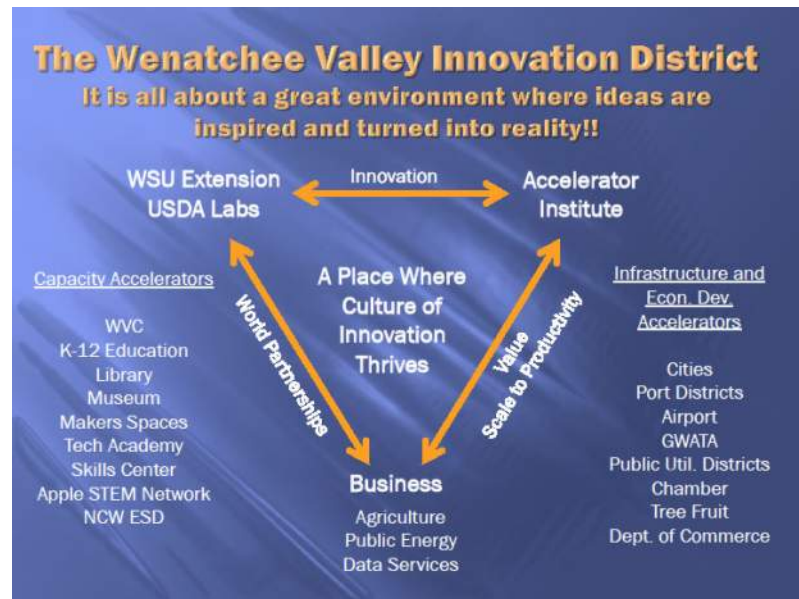 The Wenatchee Valley Innovation District
It is all about a great environment where ideas are
inspired and turned into reality!!
WSU Extension
USDA Labs
Innovation
Accelerator
Institute
Capacity Accelerators
WVC
K-12 Education
Library
Museum
Makers Spaces
Tech Academy
Skills Center
Apple STEM Network
NCW ESD
World Partnerships
A Place Where
Culture of
Innovation
Thrives
Value
Scale to Productivity
Infrastructure and
Econ. Dev.
Accelerators
Cities
Port Districts
Airport
GWATA
Public Util. Districts
Chamber
Tree Fruit
Dept. of Commerce
Business
Agriculture
Public Energy
Data Services